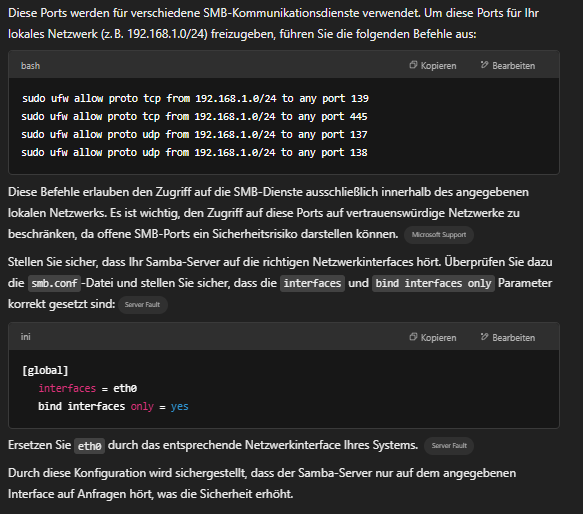 Diese Ports werden für verschiedene SMB-Kommunikationsdienste verwendet. Um diese Ports für Ihr
lokales Netzwerk (z. B. 192.168.1.0/24) freizugeben, führen Sie die folgenden Befehle aus:
bash
Kopieren
Bearbeiten
sudo ufw allow proto tcp from 192.168.1.0/24 to any port 139
sudo ufw allow proto tcp from 192.168.1.0/24 to any port 445
sudo ufw allow proto udp from 192.168.1.0/24 to any port 137
sudo ufw allow proto udp from 192.168.1.0/24 to any port 138
Diese Befehle erlauben den Zugriff auf die SMB-Dienste ausschließlich innerhalb des angegebenen
lokalen Netzwerks. Es ist wichtig, den Zugriff auf diese Ports auf vertrauenswürdige Netzwerke zu
beschränken, da offene SMB-Ports ein Sicherheitsrisiko darstellen können. Microsoft Support
Stellen Sie sicher, dass Ihr Samba-Server auf die richtigen Netzwerkinterfaces hört. Überprüfen Sie dazu
die smb.conf-Datei und stellen Sie sicher, dass die interfaces und bind interfaces only Parameter
korrekt gesetzt sind: Server Fault
ini
Kopieren
Bearbeiten
[global]
interfaces = eth0
bind interfaces only = yes
Ersetzen Sie eth0 durch das entsprechende Netzwerkinterface Ihres Systems. Server Fault
Durch diese Konfiguration wird sichergestellt, dass der Samba-Server nur auf dem angegebenen
Interface auf Anfragen hört, was die Sicherheit erhöht.